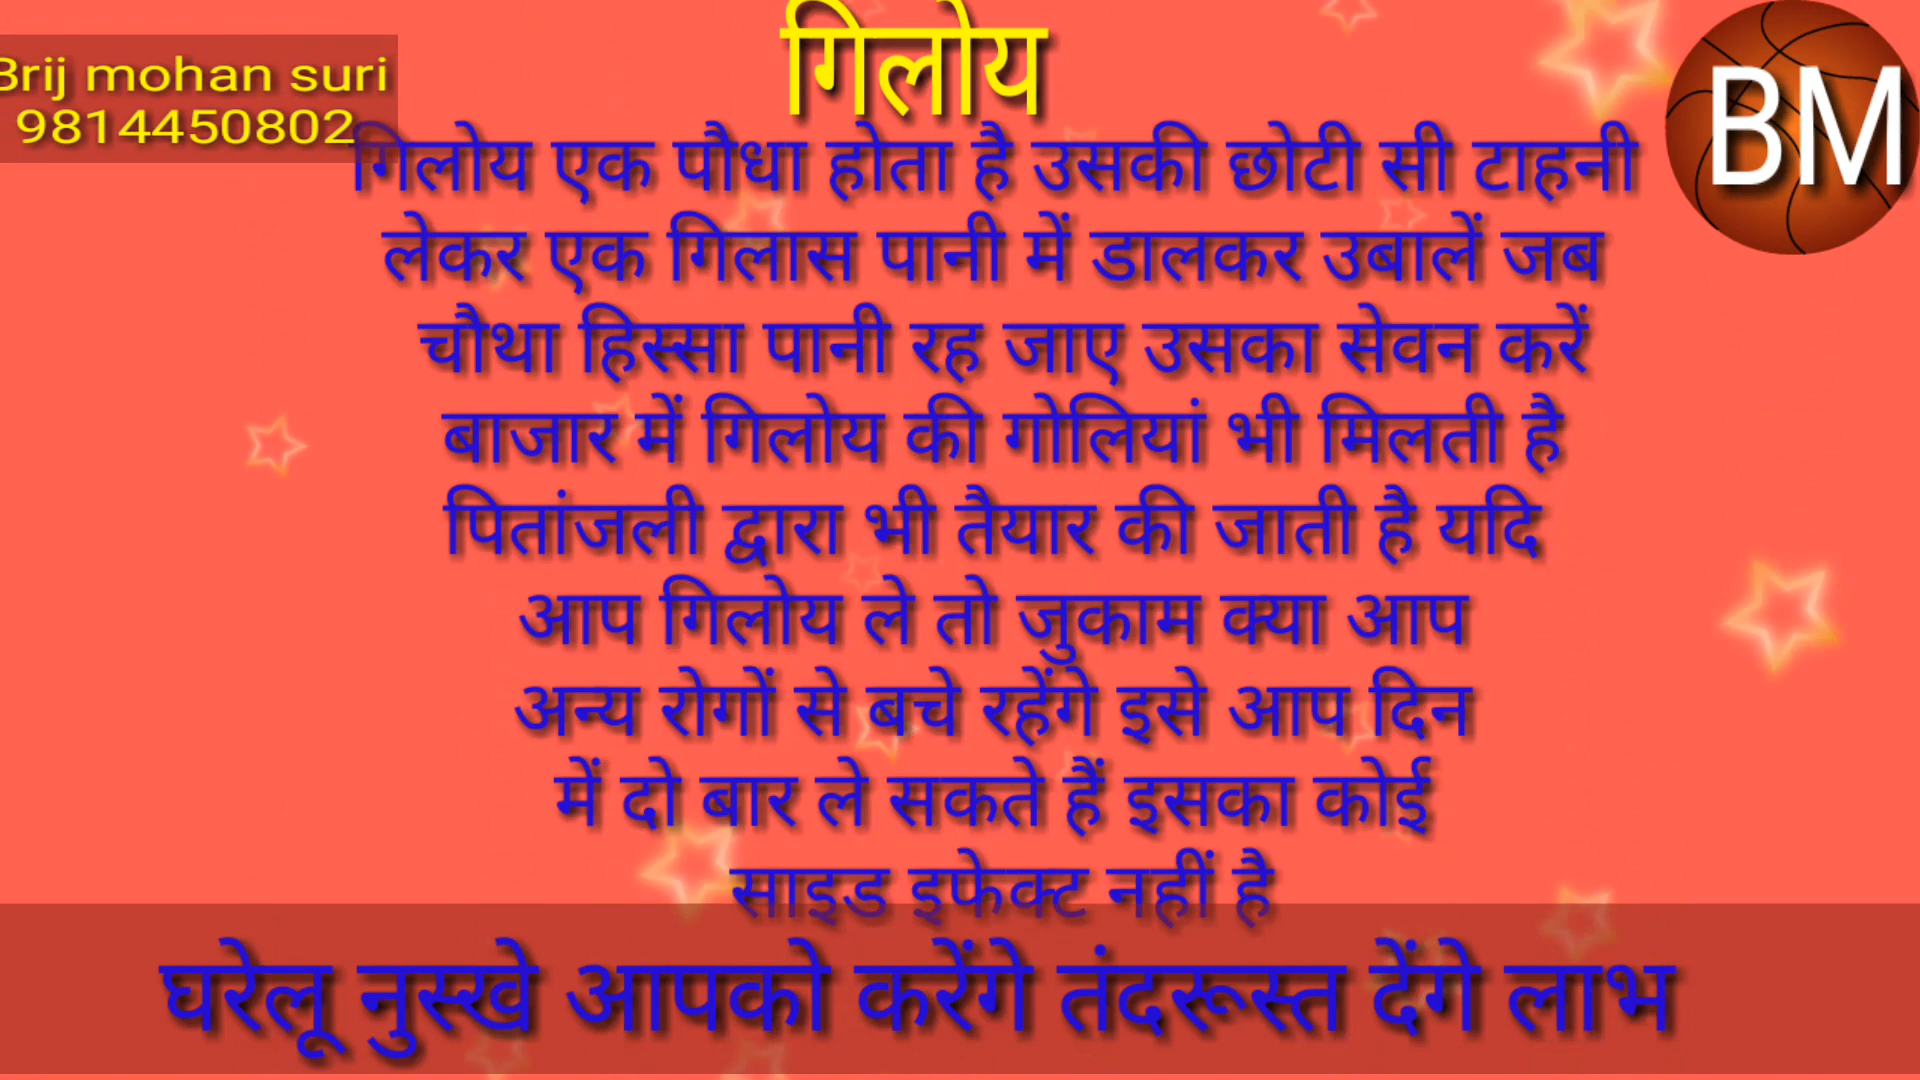 गिलोय
Brij mohan suri
9814450802
BM
गिलोय एक पौधा होता है उसकी छोटी सी टाहनी
लेकर एक गिलास पानी में डालकर उबालें जब
चौथा हिस्सा पानी रह जाए उसका सेवन करें
बाजार में गिलोय की गोलियां भी मिलती है
पितांजली द्वारा भी तैयार की जाती है यदि
आप गिलोय ले तो जुकाम क्या आप
अन्य रोगों से बचे रहेंगे इसे आप दिन
में दो बार ले सकते हैं इसका कोई
साइड इफेक्ट नहीं है
घरेलू नुस्खे आपको करेंगे तंदरूस्त देंगे लाभ